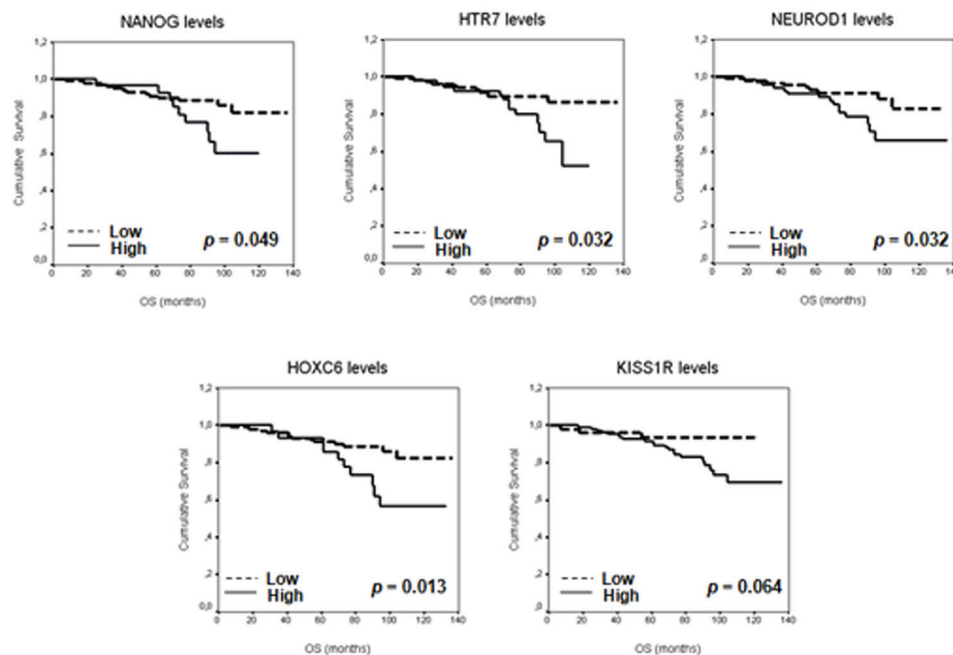 NANOG levels
1,2
1,0
,8
,6
,4
,2
0,0
Cumulative Survival
Low
High
p = 0.049
0 20 40 60 80 100 120 140
OS (months)
HTR7 levels
1,2
1,0
,8
,6
,4
,2
0,0
Cumulative Survival
Low
High
p = 0.032
0 20 40 60 80 100 120 140
OS (months)
NEUROD1 levels
1,2
1,0
,8
,6
,4
,2
,0
Cumulative Survival
Low
High
p = 0.032
0 20 40 60 80 100 120 140
OS (months)
HOXC6 levels
1,2
1,0
,8
,6
,4
,2
0,0
Cumulative Survival
Low
High
p = 0.013
0 20 40 60 80 100 120 140
OS (months)
KISS1R levels
1,2
1,0
,8
,6
,4
,2
0,0
Cumulative Survival
Low
High
p = 0.064
0 20 40 60 80 100 120 140
OS (months)